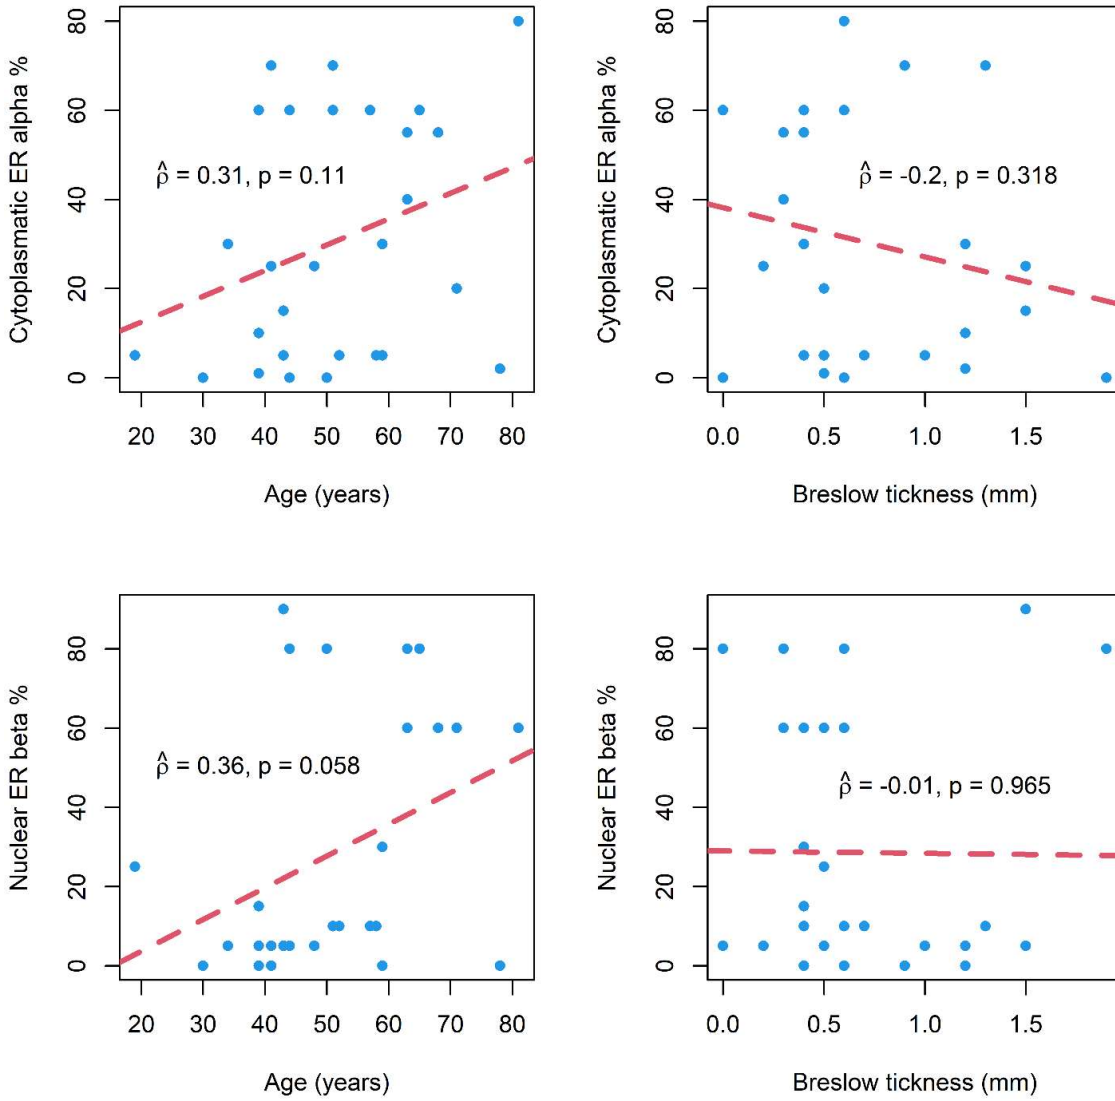 Cytoplasmatic ER alpha %
80
60
40
20
0
ρ̂ = 0.31, p = 0.11
20 30 40 50 60 70 80
Age (years)
Cytoplasmatic ER alpha %
80
60
40
20
0
ρ̂ = -0.2, p = 0.318
0.0 0.5 1.0 1.5
Breslow tickness (mm)
Nuclear ER beta %
80
60
40
20
0
ρ̂ = 0.36, p = 0.058
20 30 40 50 60 70 80
Age (years)
Nuclear ER beta %
80
60
40
20
0
ρ̂ = -0.01, p = 0.965
0.0 0.5 1.0 1.5
Breslow tickness (mm)